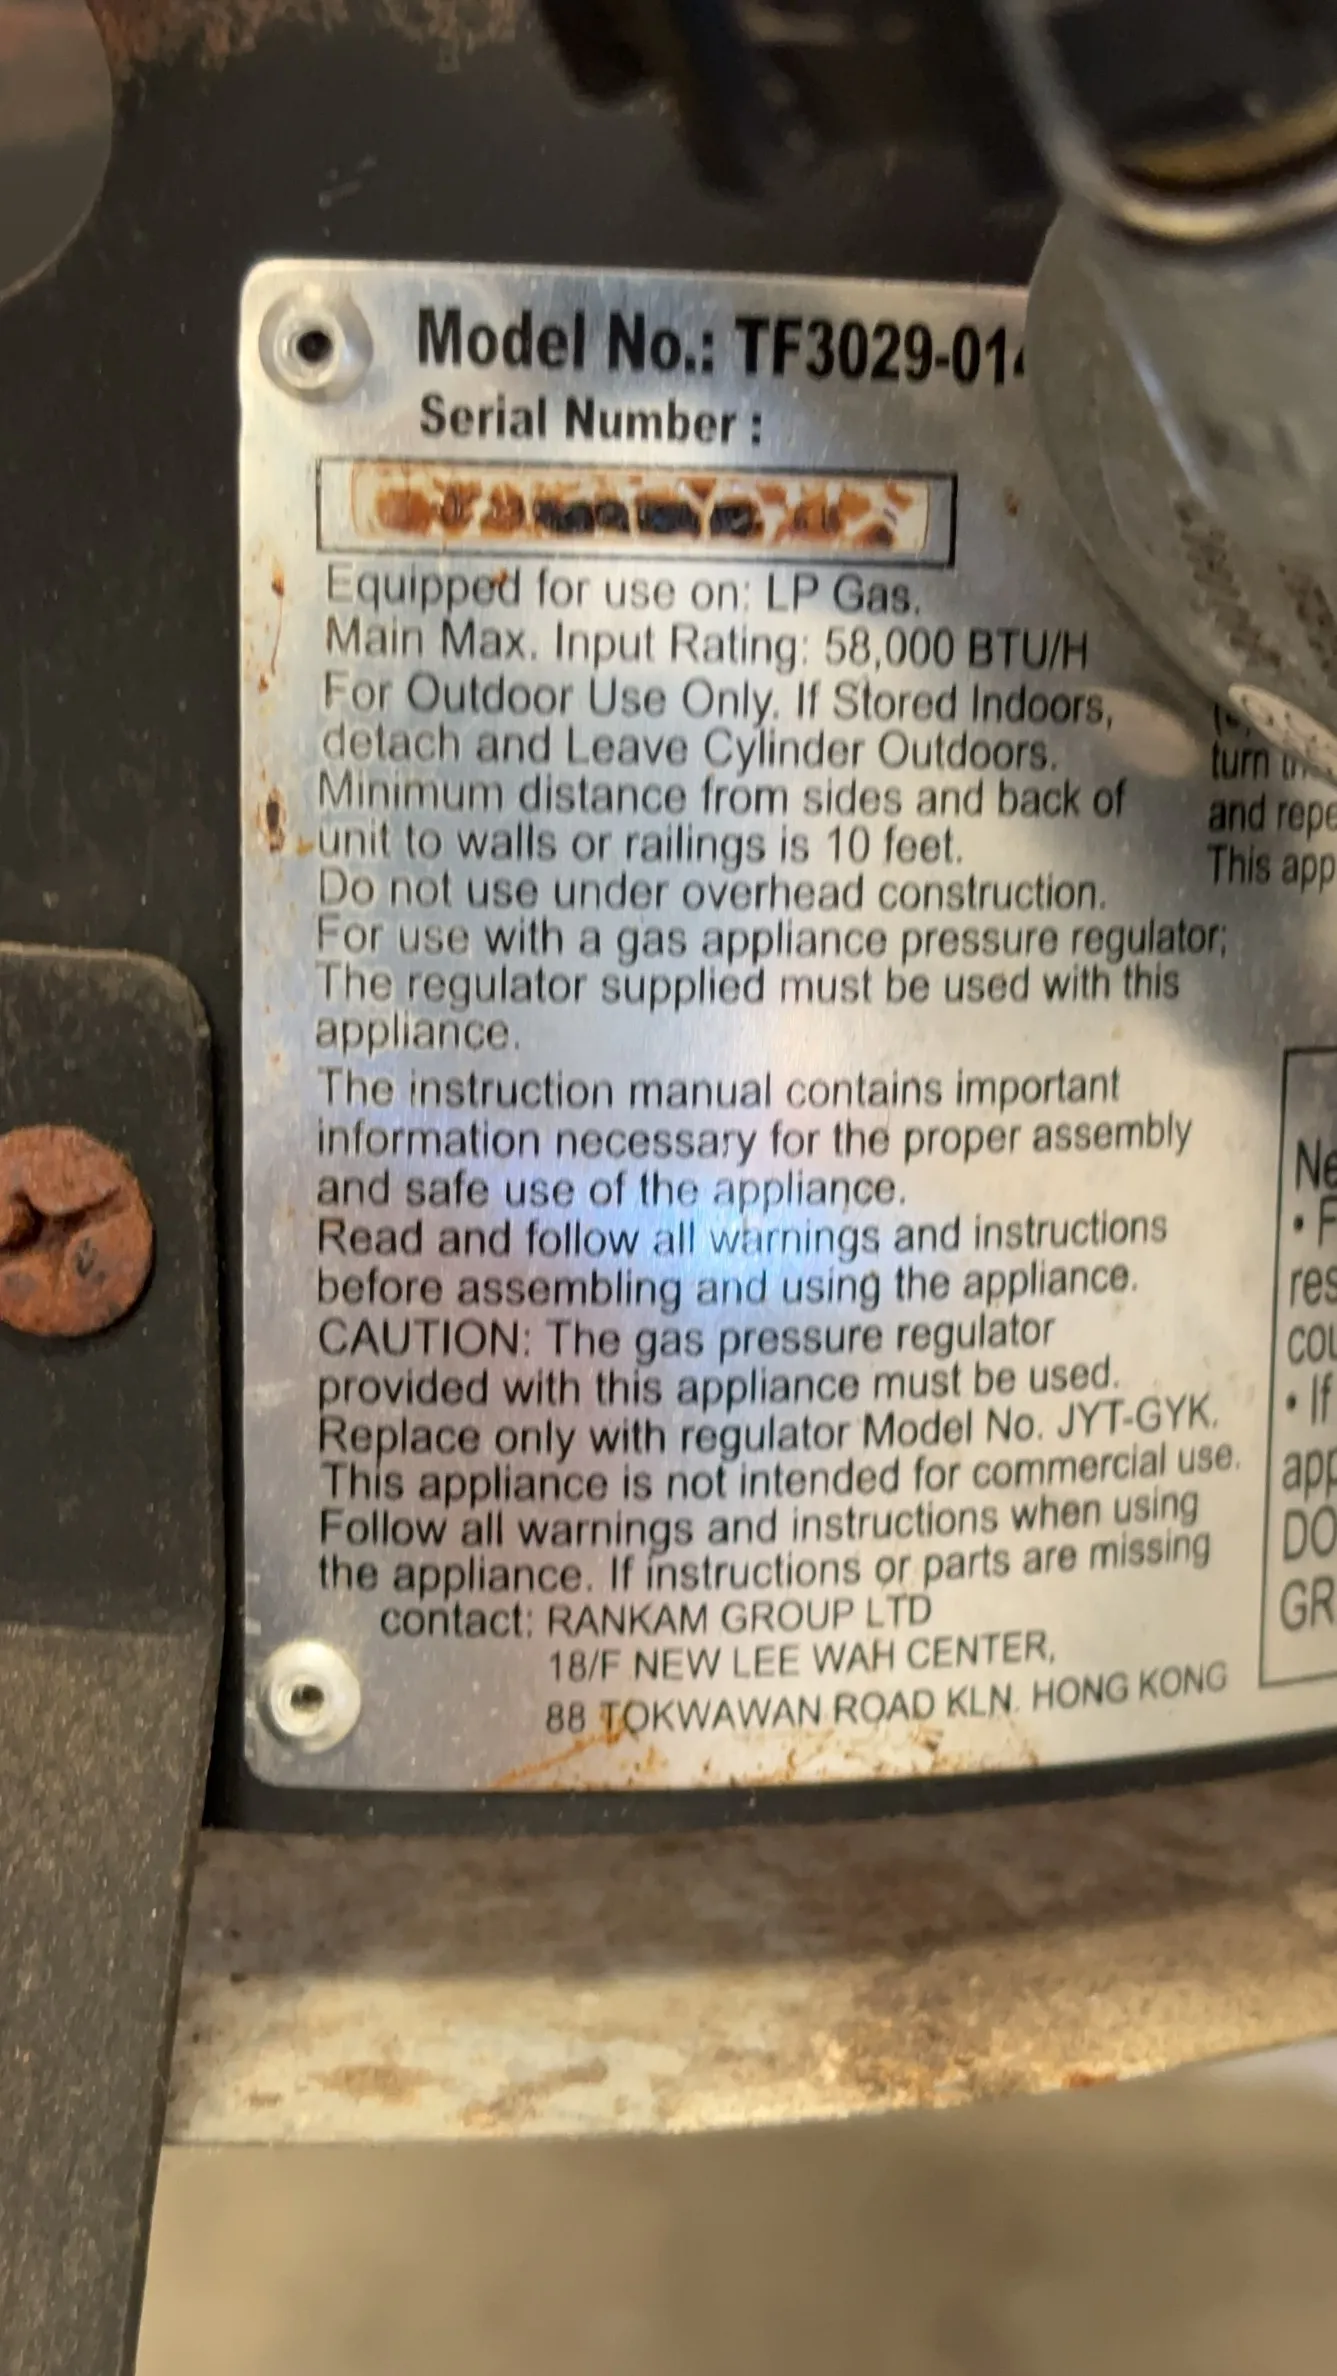 Model No.: TF3029-01
Serial Number :
Equipped for use on: LP Gas.
Main Max. Input Rating: 58,000 BTU/H
For Outdoor Use Only. If Stored Indoors,
detach and Leave Cylinder Outdoors.
Minimum distance from sides and back of
unit to walls or railings is 10 feet.
Do not use under overhead construction.
For use with a gas appliance pressure regulator;
The regulator supplied must be used with this
appliance.
The instruction manual contains important
information necessary for the proper assembly
and safe use of the appliance.
Read and follow all warnings and instructions
before assembling and using the appliance.
CAUTION: The gas pressure regulator
provided with this appliance must be used.
Replace only with regulator Model No. JYT-GYK.
This appliance is not intended for commercial use.
Follow all warnings and instructions when using
the appliance. If instructions or parts are missing
contact: RANKAM GROUP LTD
18/F NEW LEE WAH CENTER,
88 TOKWAWAN ROAD KLN. HONG KONG
turn
and repe
This app
Ne
• F
res
cou
• If
app
DO
GR